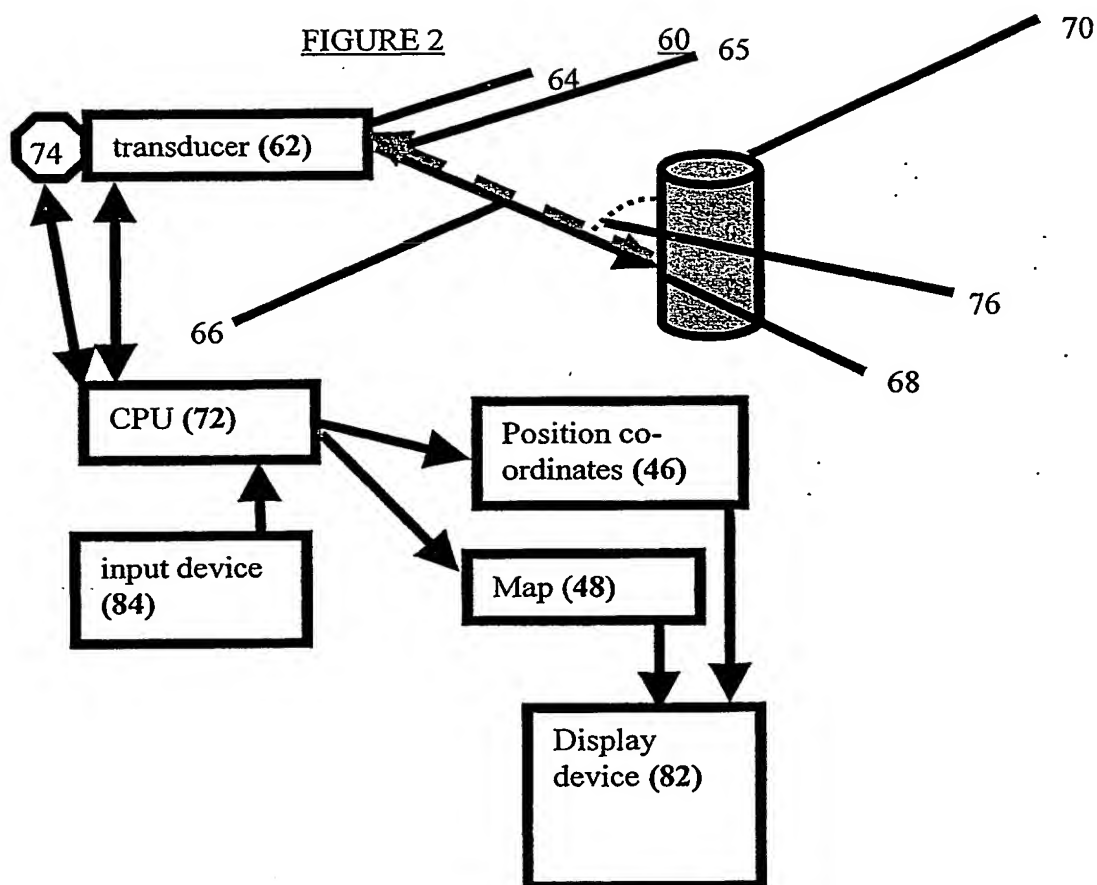 FIGURE 2
60
65
70
64
74
transducer (62)
76
66
68
CPU (72)
Position co-
ordinates (46)
input device
(84)
Map (48)
Display
device (82)